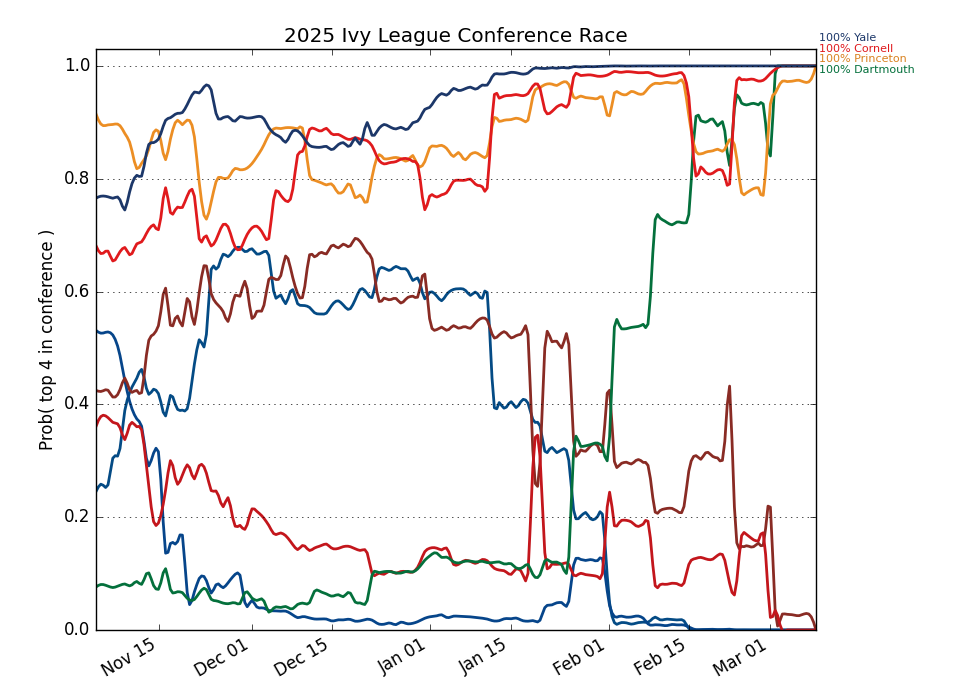 2025 Ivy League Conference Race
100% Yale
100% Cornell
100% Princeton
100% Dartmouth
Prob( top 4 in conference )
1.0
0.8
0.6
0.4
0.2
0.0
Nov 15
Dec 01
Dec 15
Jan 01
Jan 15
Feb 01
Feb 15
Mar 01